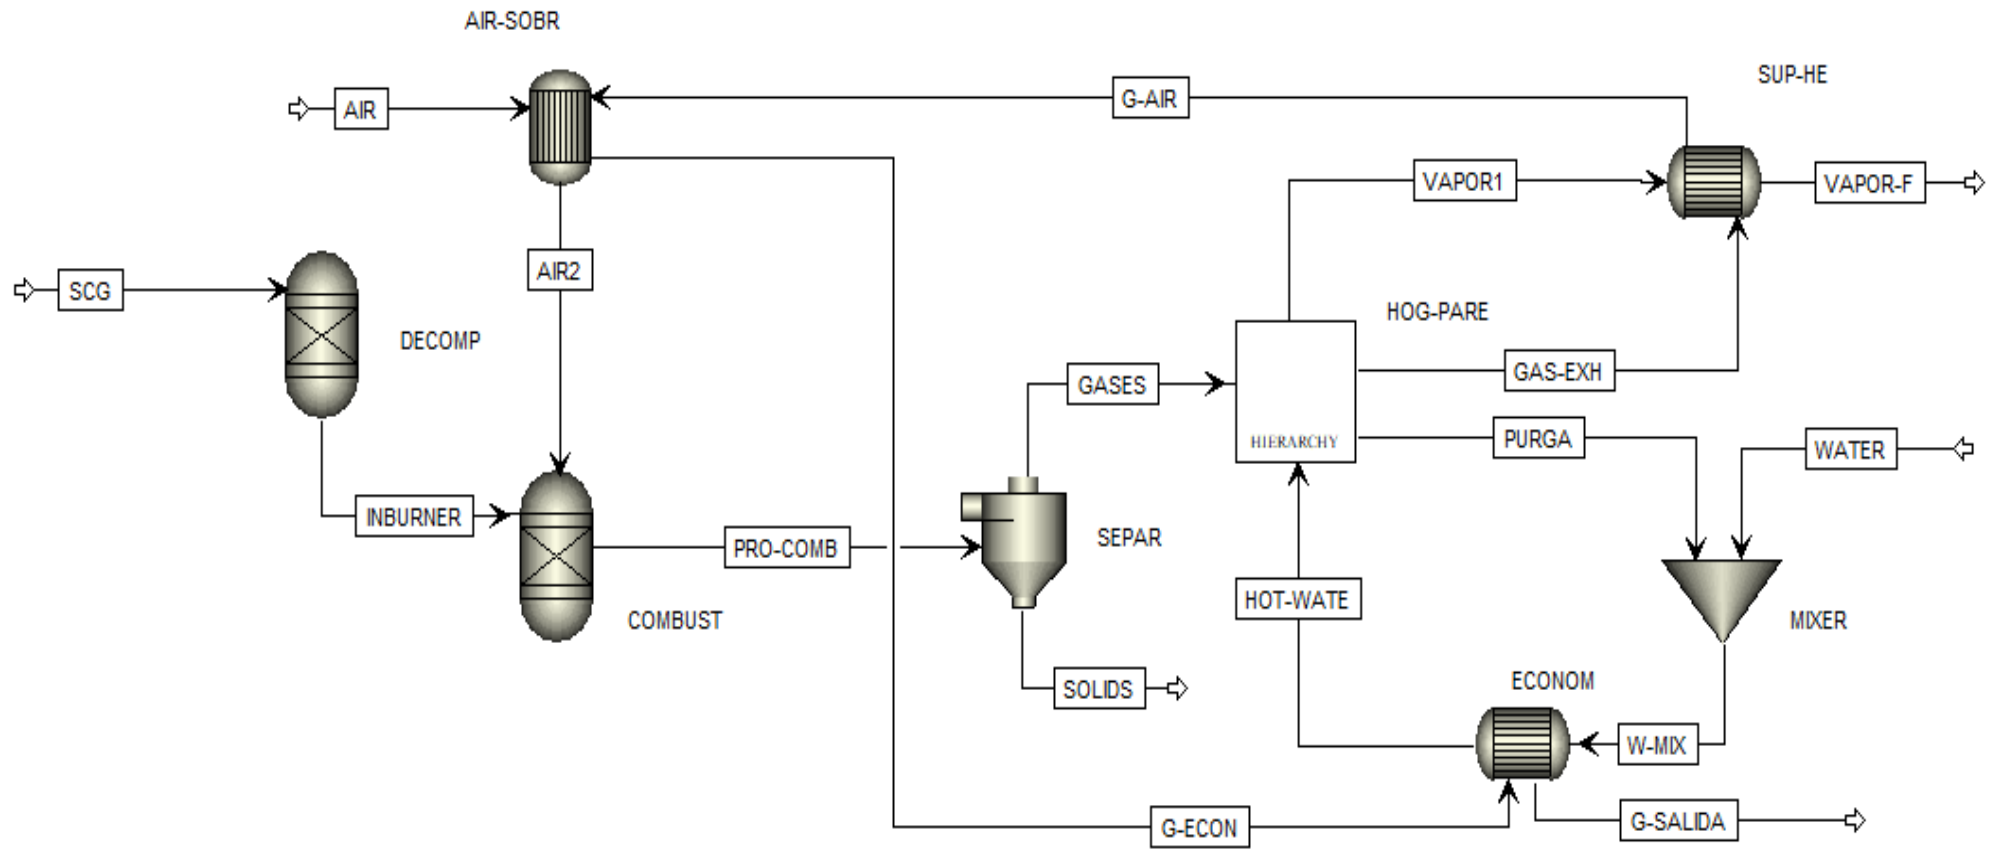 AIR-SOBR
SUP-HE
AIR
G-AIR
VAPOR1
VAPOR-F
AIR2
SCG
DECOMP
HOG-PARE
GASES
GAS-EXH
HIERARCHY
PURGA
WATER
INBURNER
PRO-COMB
SEPAR
HOT-WATE
COMBUST
MIXER
SOLIDS
ECONOM
W-MIX
G-ECON
G-SALIDA